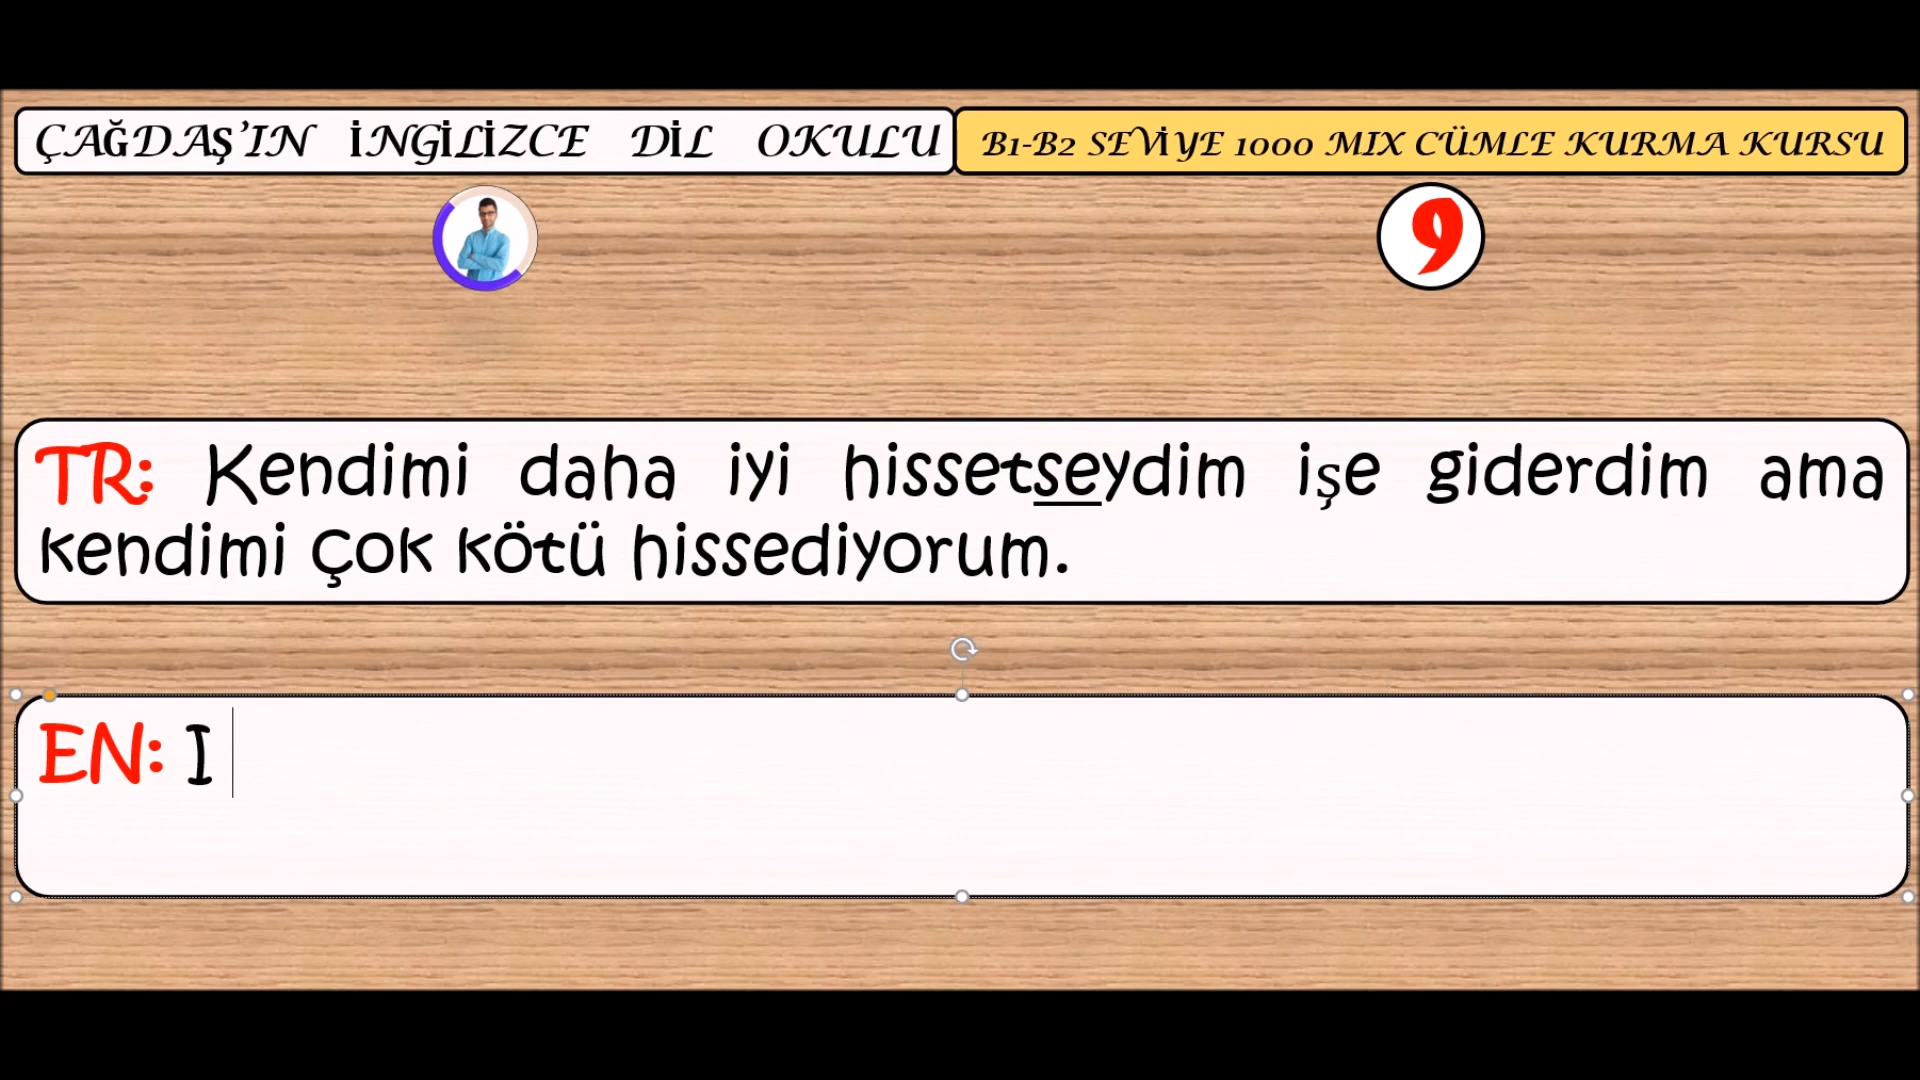 ÇAĞDAŞ'IN İNGİLİZCE DİL OKULU
B1-B2 SEVİYE 1000 MIX CÜMLE KURMA KURSU
9
TR: Kendimi daha iyi hissetseydim işe giderdim ama
kendimi çok kötü hissediyorum.
EN: I